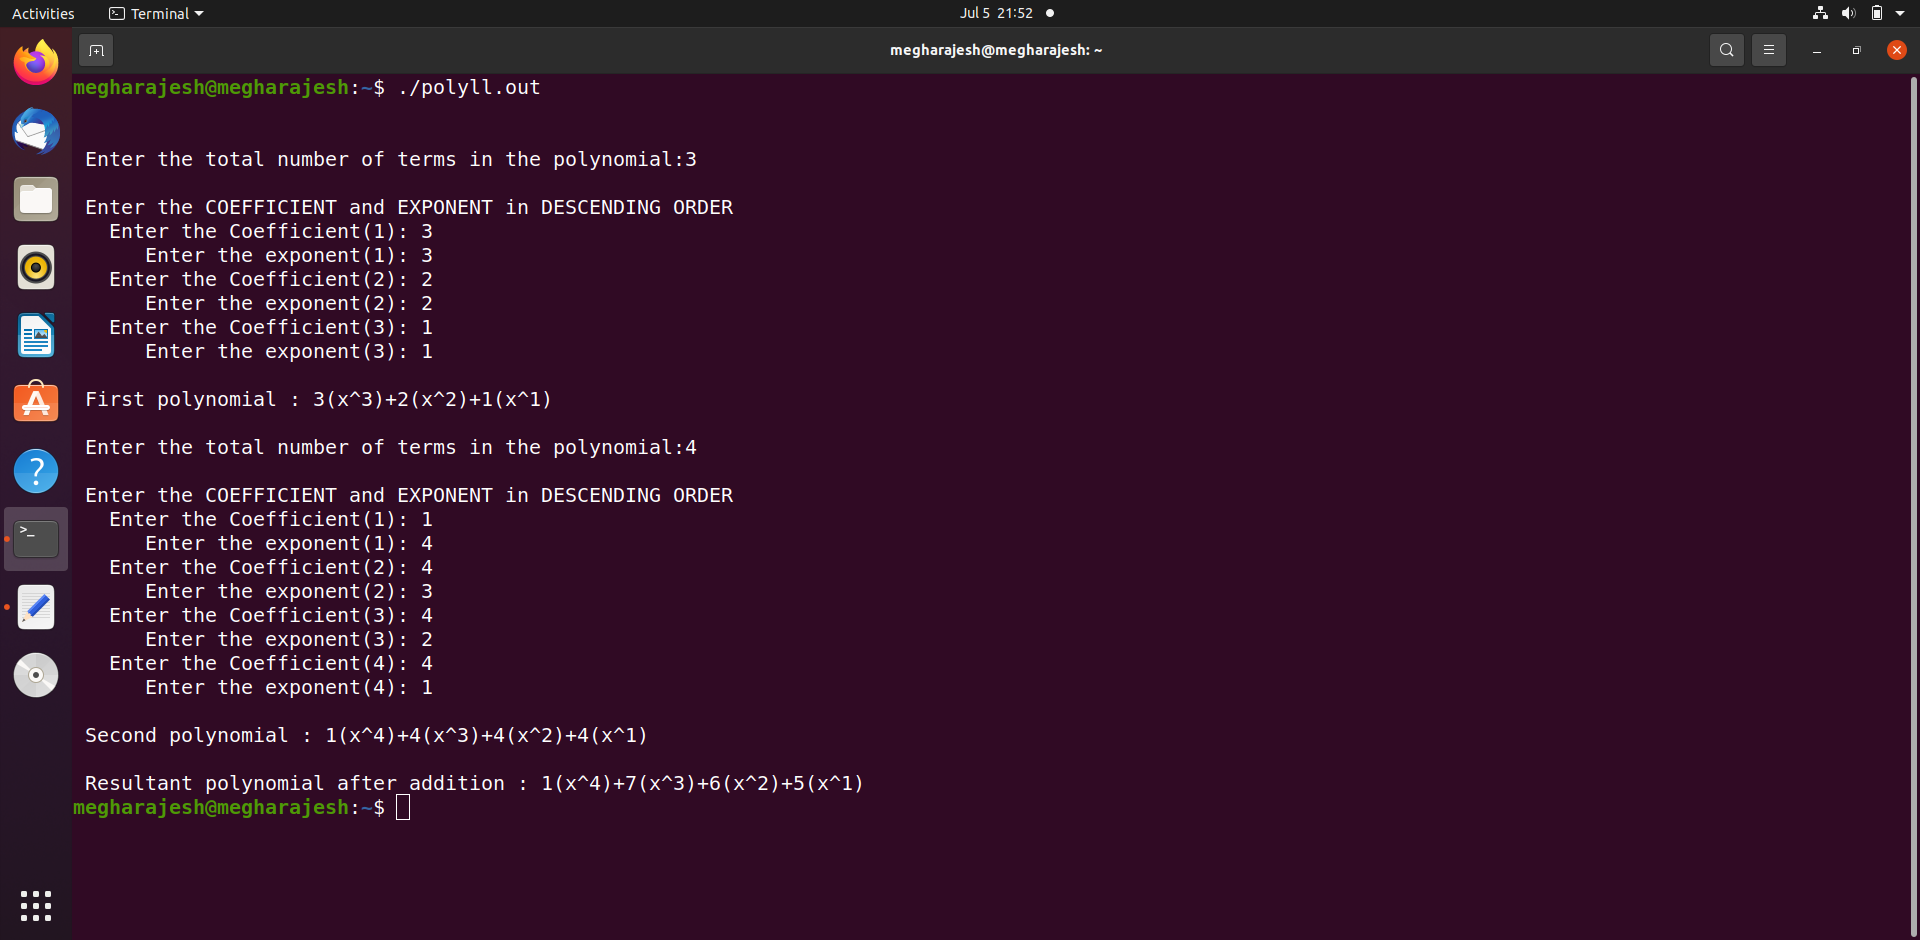 Activities Terminal Jul 5 21:52
megharajesh@megharajesh: ~
megharajesh@megharajesh:~$ ./polyll.out
Enter the total number of terms in the polynomial:3
Enter the COEFFICIENT and EXPONENT in DESCENDING ORDER
Enter the Coefficient(1): 3
Enter the exponent(1): 3
Enter the Coefficient(2): 2
Enter the exponent(2): 2
Enter the Coefficient(3): 1
Enter the exponent(3): 1
First polynomial : 3(x^3)+2(x^2)+1(x^1)
Enter the total number of terms in the polynomial:4
Enter the COEFFICIENT and EXPONENT in DESCENDING ORDER
Enter the Coefficient(1): 1
Enter the exponent(1): 4
Enter the Coefficient(2): 4
Enter the exponent(2): 3
Enter the Coefficient(3): 4
Enter the exponent(3): 2
Enter the Coefficient(4): 4
Enter the exponent(4): 1
Second polynomial : 1(x^4)+4(x^3)+4(x^2)+4(x^1)
Resultant polynomial after addition : 1(x^4)+7(x^3)+6(x^2)+5(x^1)
megharajesh@megharajesh:~$